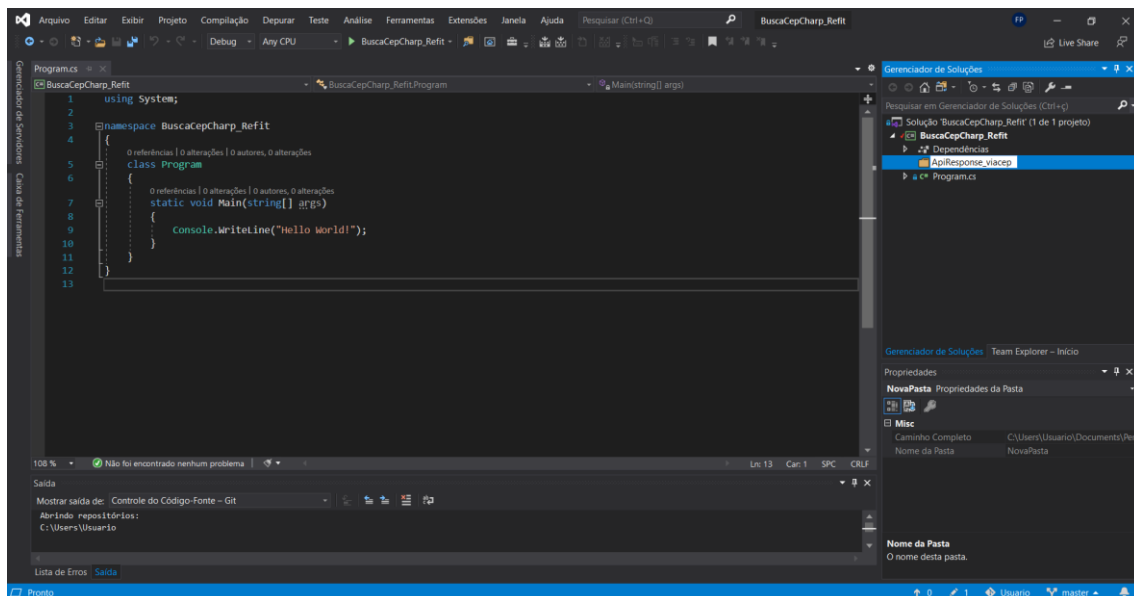 Arquivo Editar Exibir Projeto Compilação Depurar Teste Análise Ferramentas Extensões Janela Ajuda Pesquisar (Ctrl+Q) BuscaCepCharp_Refit FP
Debug Any CPU BuscaCepCharp_Refit Live Share
Gerenciador de Servidores
Caixa de Ferramentas
Program.cs
BuscaCepCharp_Refit BuscaCepCharp_Refit.Program Main(string[] args)
1 using System;
2
3 namespace BuscaCepCharp_Refit
4 {
0 referências | 0 alterações | 0 autores, 0 alterações
5 class Program
6 {
0 referências | 0 alterações | 0 autores, 0 alterações
7 static void Main(string[] args)
8 {
9 Console.WriteLine("Hello World!");
10 }
11 }
12 }
13
108 % Não foi encontrado nenhum problema Ln: 13 Car: 1 SPC CRLF
Saída
Mostrar saída de: Controle do Código-Fonte – Git
Abrindo repositórios:
C:\Users\Usuario
Lista de Erros Saída
Gerenciador de Soluções
Pesquisar em Gerenciador de Soluções (Ctrl+ç)
Solução 'BuscaCepCharp_Refit' (1 de 1 projeto)
BuscaCepCharp_Refit
Dependências
ApiResponse_viacep
C# Program.cs
Gerenciador de Soluções Team Explorer – Início
Propriedades
NovaPasta Propriedades da Pasta
Misc
Caminho Completo C:\Users\Usuario\Documents\Pe
Nome da Pasta NovaPasta
Nome da Pasta
O nome desta pasta.
Pronto 0 1 Usuario master